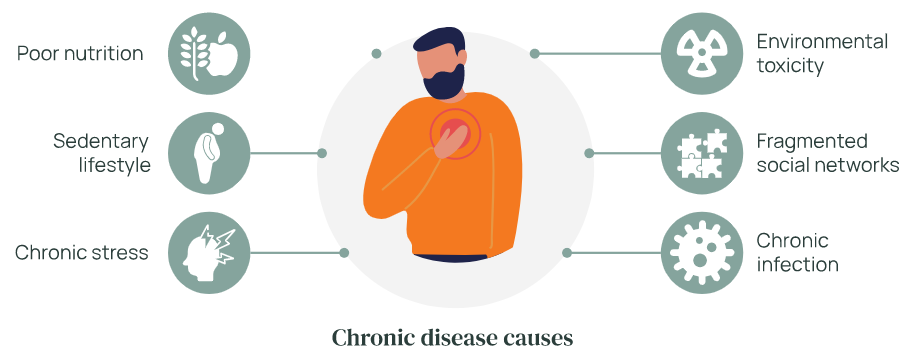 Poor nutrition
Sedentary
lifestyle
Chronic stress
Environmental
toxicity
Fragmented
social networks
Chronic
infection
Chronic disease causes